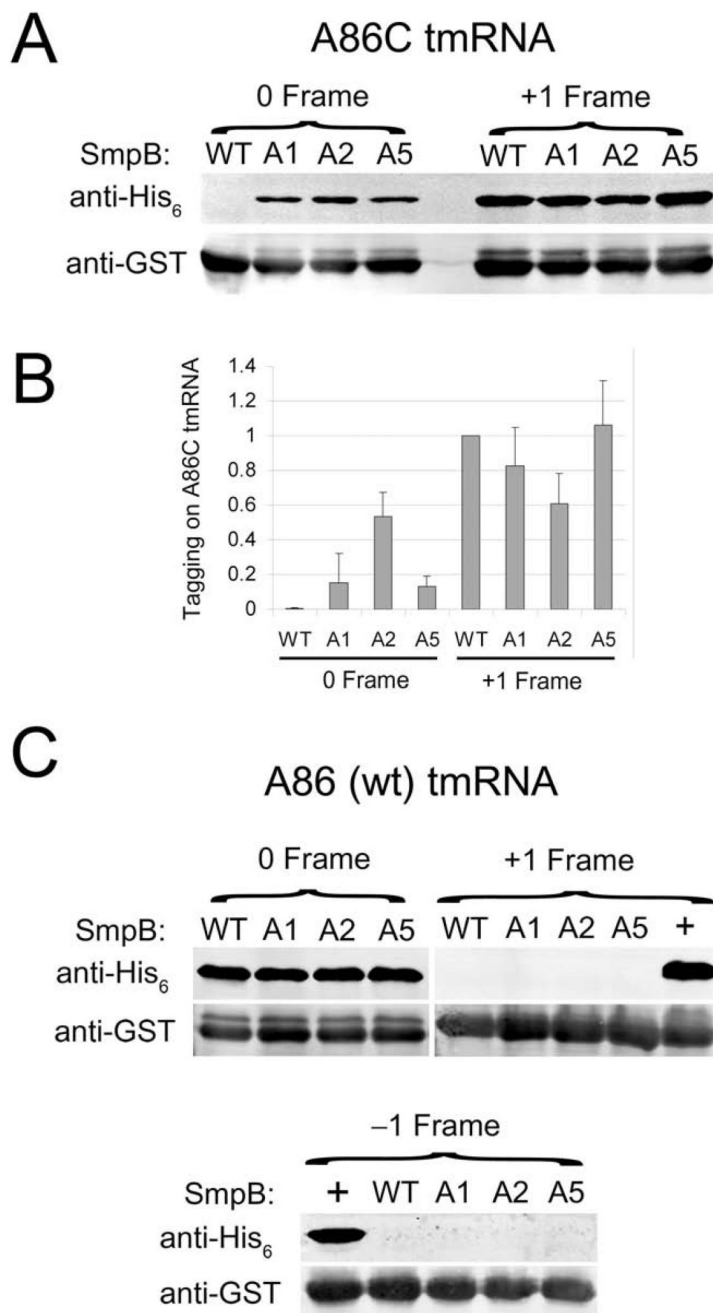 A
A86C tmRNA
0 Frame +1 Frame
SmpB: WT A1 A2 A5 WT A1 A2 A5
anti-His6
anti-GST
B
Tagging on A86C tmRNA
1.4
1.2
1
0.8
0.6
0.4
0.2
0
WT A1 A2 A5 WT A1 A2 A5
0 Frame +1 Frame
C
A86 (wt) tmRNA
0 Frame +1 Frame
SmpB: WT A1 A2 A5 WT A1 A2 A5 +
anti-His6
anti-GST
–1 Frame
SmpB: + WT A1 A2 A5
anti-His6
anti-GST